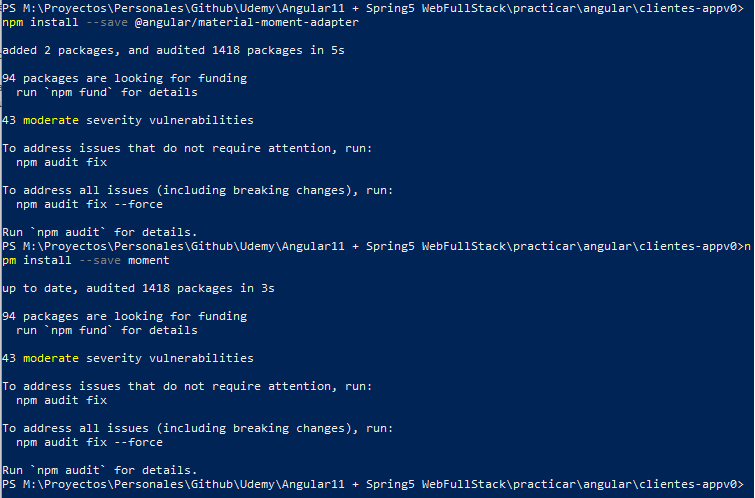 PS M:\Proyectos\Personales\Github\Udemy\Angular11 + Spring5 WebFullStack\practicar\angular\clientes-appv0>
npm install --save @angular/material-moment-adapter
added 2 packages, and audited 1418 packages in 5s
94 packages are looking for funding
  run `npm fund` for details
43 moderate severity vulnerabilities
To address issues that do not require attention, run:
  npm audit fix
To address all issues (including breaking changes), run:
  npm audit fix --force
Run `npm audit` for details.
PS M:\Proyectos\Personales\Github\Udemy\Angular11 + Spring5 WebFullStack\practicar\angular\clientes-appv0>n
pm install --save moment
up to date, audited 1418 packages in 3s
94 packages are looking for funding
  run `npm fund` for details
43 moderate severity vulnerabilities
To address issues that do not require attention, run:
  npm audit fix
To address all issues (including breaking changes), run:
  npm audit fix --force
Run `npm audit` for details.
PS M:\Proyectos\Personales\Github\Udemy\Angular11 + Spring5 WebFullStack\practicar\angular\clientes-appv0>